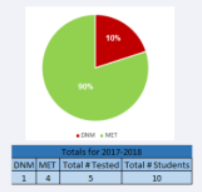 10%
90%
DNM MET
Totals for 2017-2018
DNM MET Total # Tested Total # Students
1 4 5 10